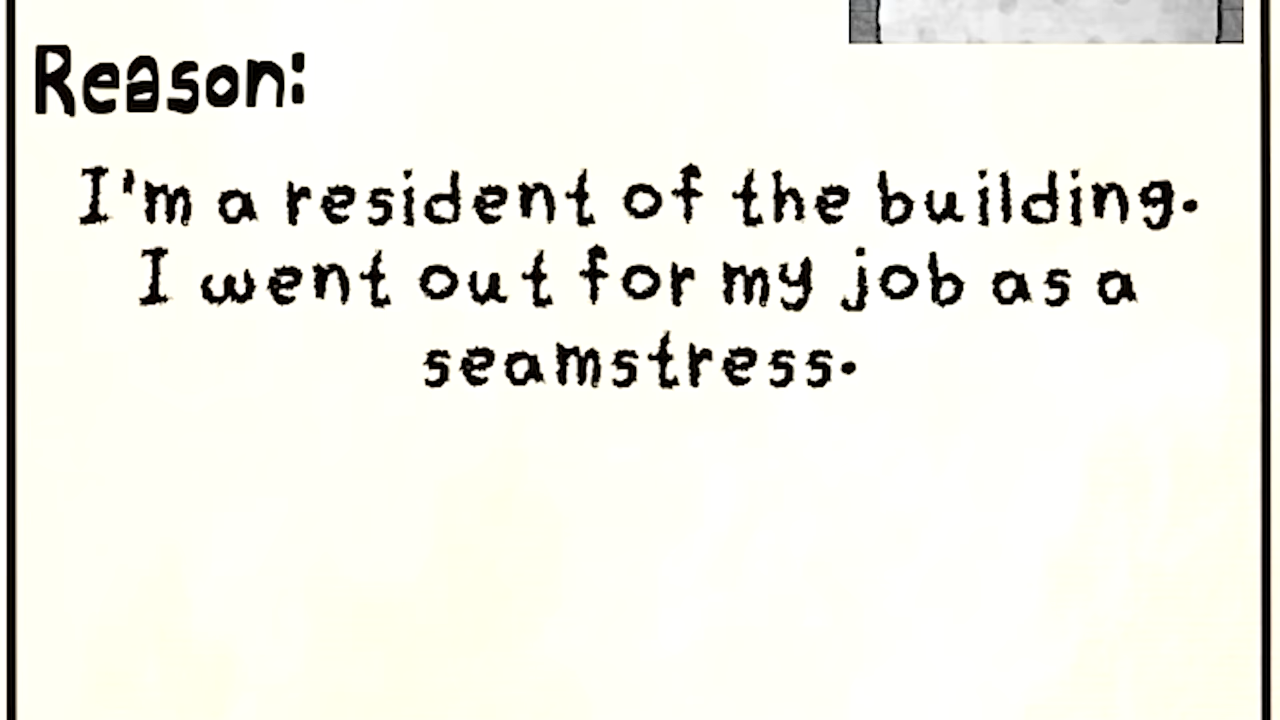 Reason:
I'm a resident of the building.
I went out for my job as a
seamstress.